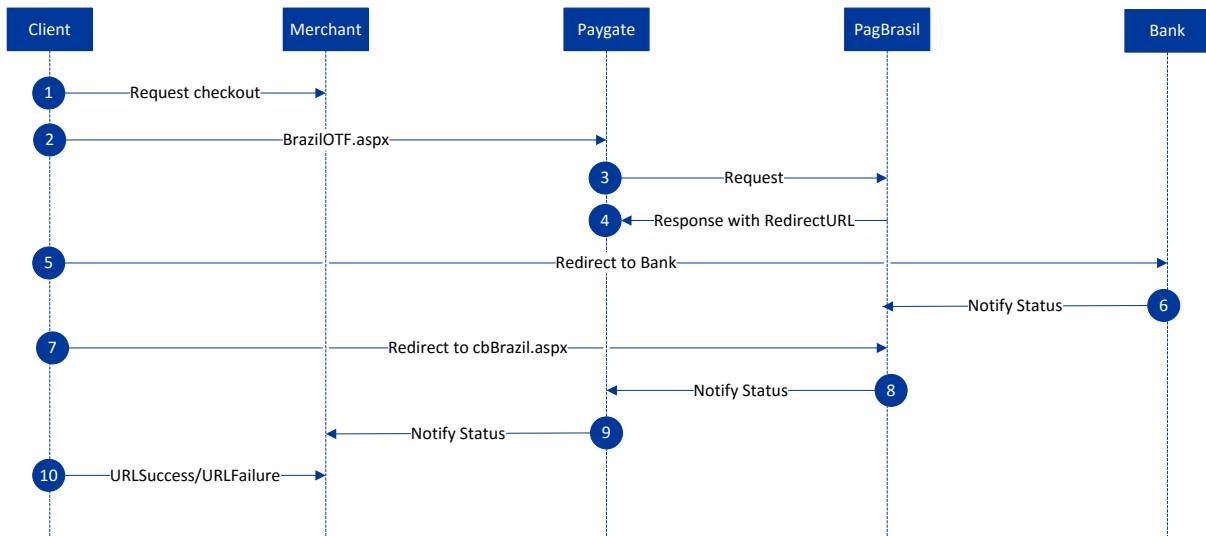 Client
Merchant
Paygate
PagBrasil
Bank
1
Request checkout
2
BrazilOTF.aspx
3
Request
4
Response with RedirectURL
5
Redirect to Bank
Notify Status
6
7
Redirect to cbBrazil.aspx
Notify Status
8
Notify Status
9
10
URLSuccess/URLFailure